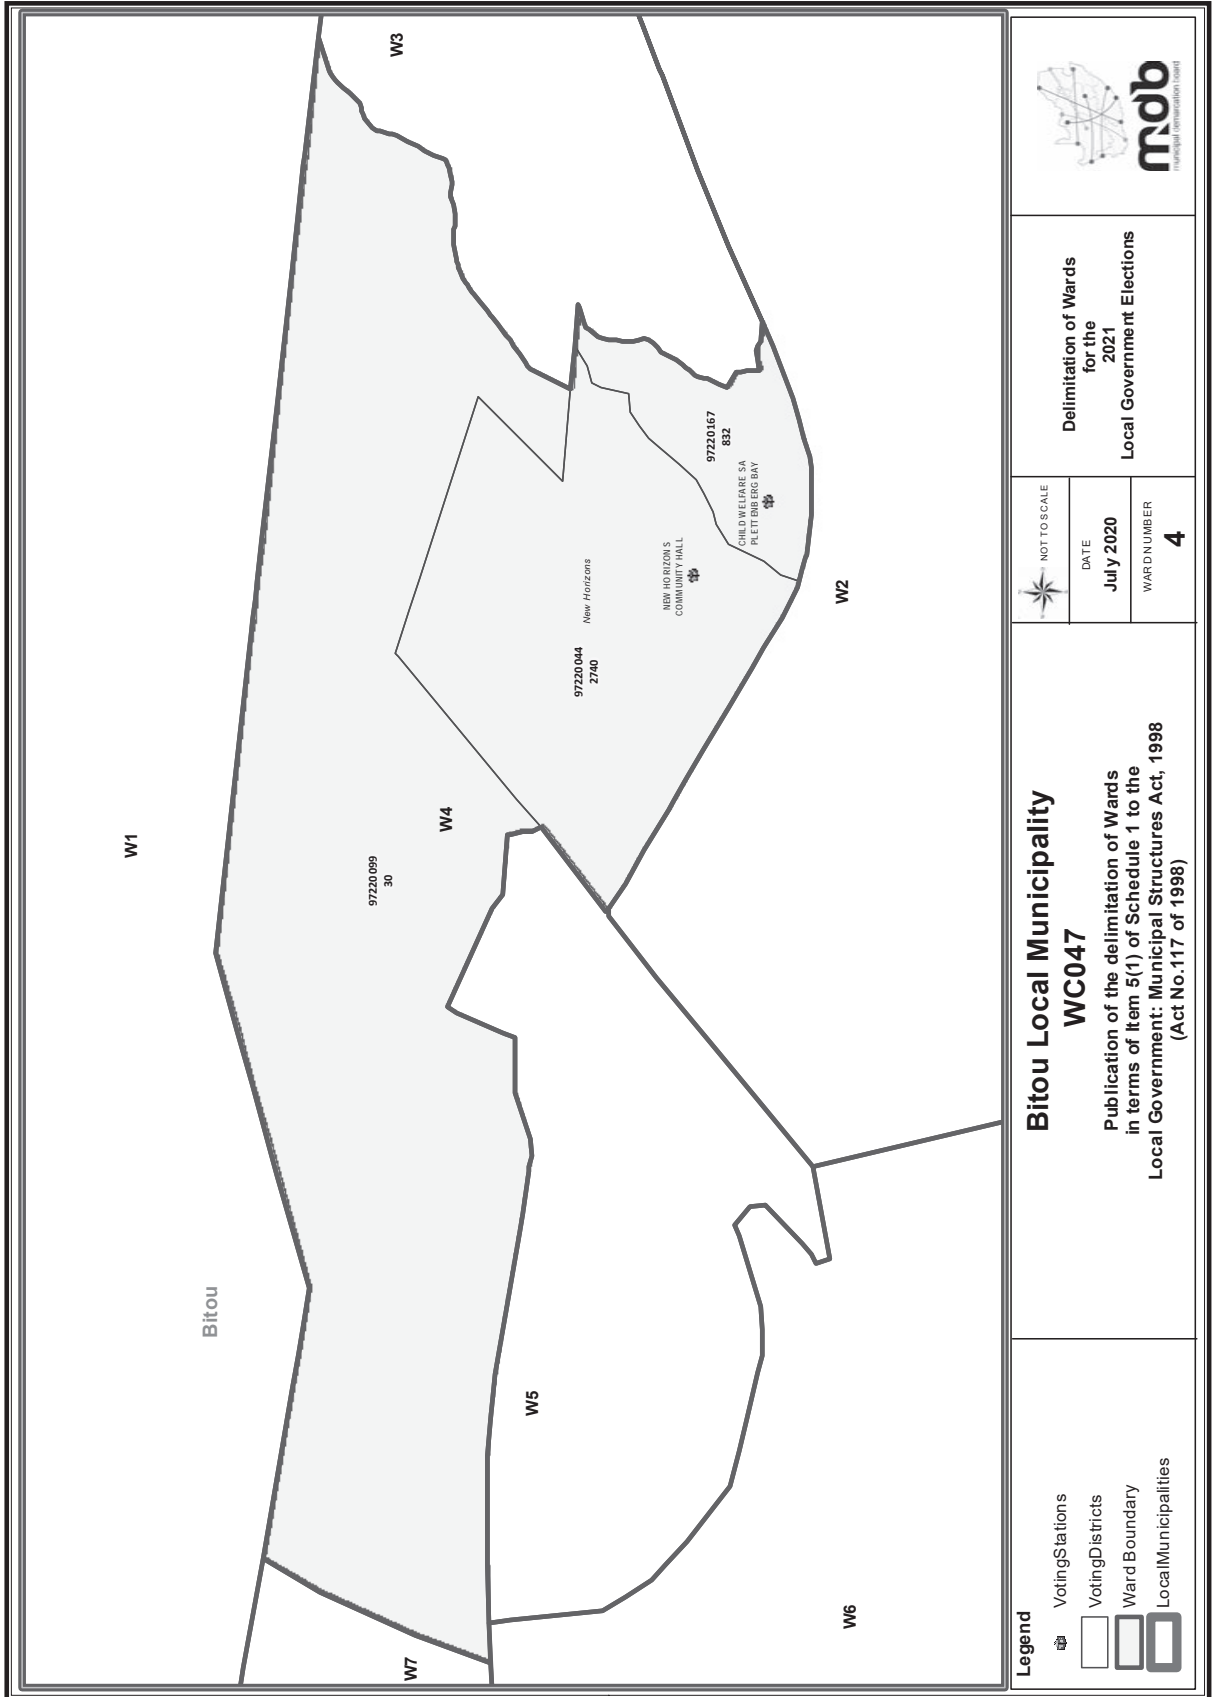 W1
Bitou
W3
W4
97220099
30
97220044
2740
New Horizons
NEW HORIZONS
COMMUNITY HALL
CHILD WELFARE SA
PLETTENBERG BAY
97220167
832
W2
W5
W6
W7
Legend
VotingStations
VotingDistricts
Ward Boundary
LocalMunicipalities
Bitou Local Municipality
WC047
Publication of the delimitation of Wards
in terms of Item 5(1) of Schedule 1 to the
Local Government: Municipal Structures Act, 1998
(Act No.117 of 1998)
NOT TO SCALE
DATE
July 2020
WARD NUMBER
4
Delimitation of Wards
for the
2021
Local Government Elections
mdb
municipal demarcation board